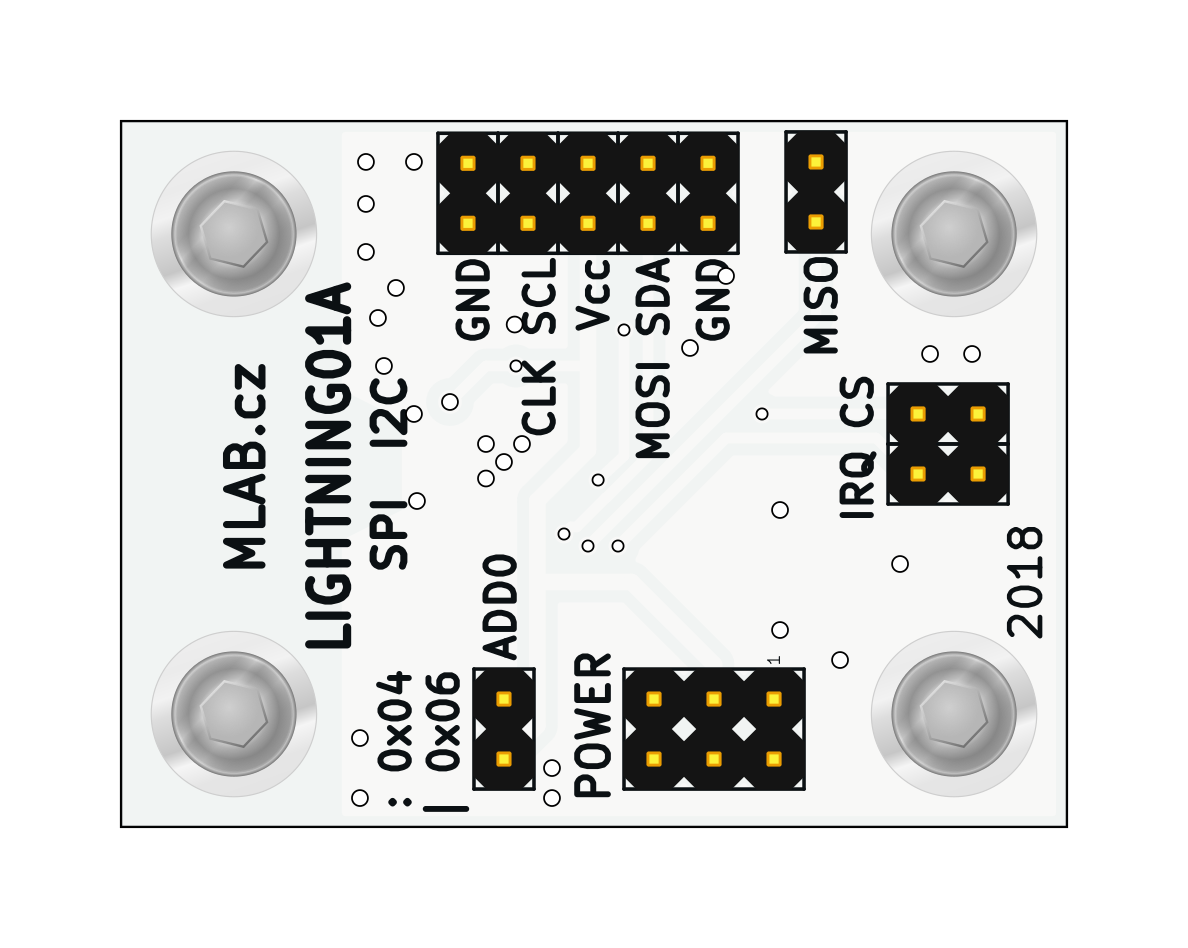 GND SCL Vcc SDA GND MISO
CLK MOSI
MLAB.cz
LIGHTNING01A
SPI I2C
IRQ CS
2018
ADD0
POWER
1
: 0x04
| 0x06